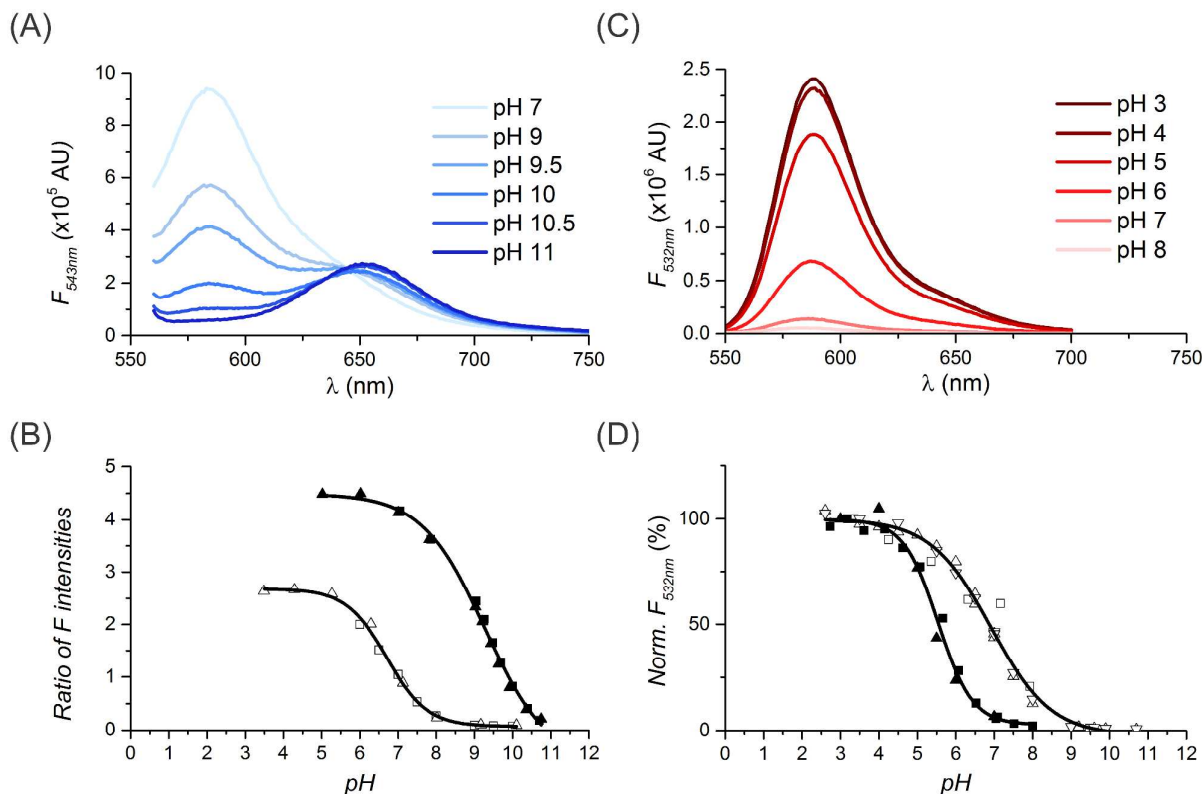 (A)
10
8
6
4
2
0
F543nm (x10⁵ AU)
550 600 650 700 750
λ (nm)
pH 7
pH 9
pH 9.5
pH 10
pH 10.5
pH 11
(C)
2.5
2.0
1.5
1.0
0.5
0.0
F532nm (x10⁶ AU)
550 600 650 700 750
λ (nm)
pH 3
pH 4
pH 5
pH 6
pH 7
pH 8
(B)
5
4
3
2
1
0
Ratio of F intensities
0 1 2 3 4 5 6 7 8 9 10 11 12
pH
(D)
100
50
0
Norm. F532nm (%)
0 1 2 3 4 5 6 7 8 9 10 11 12
pH